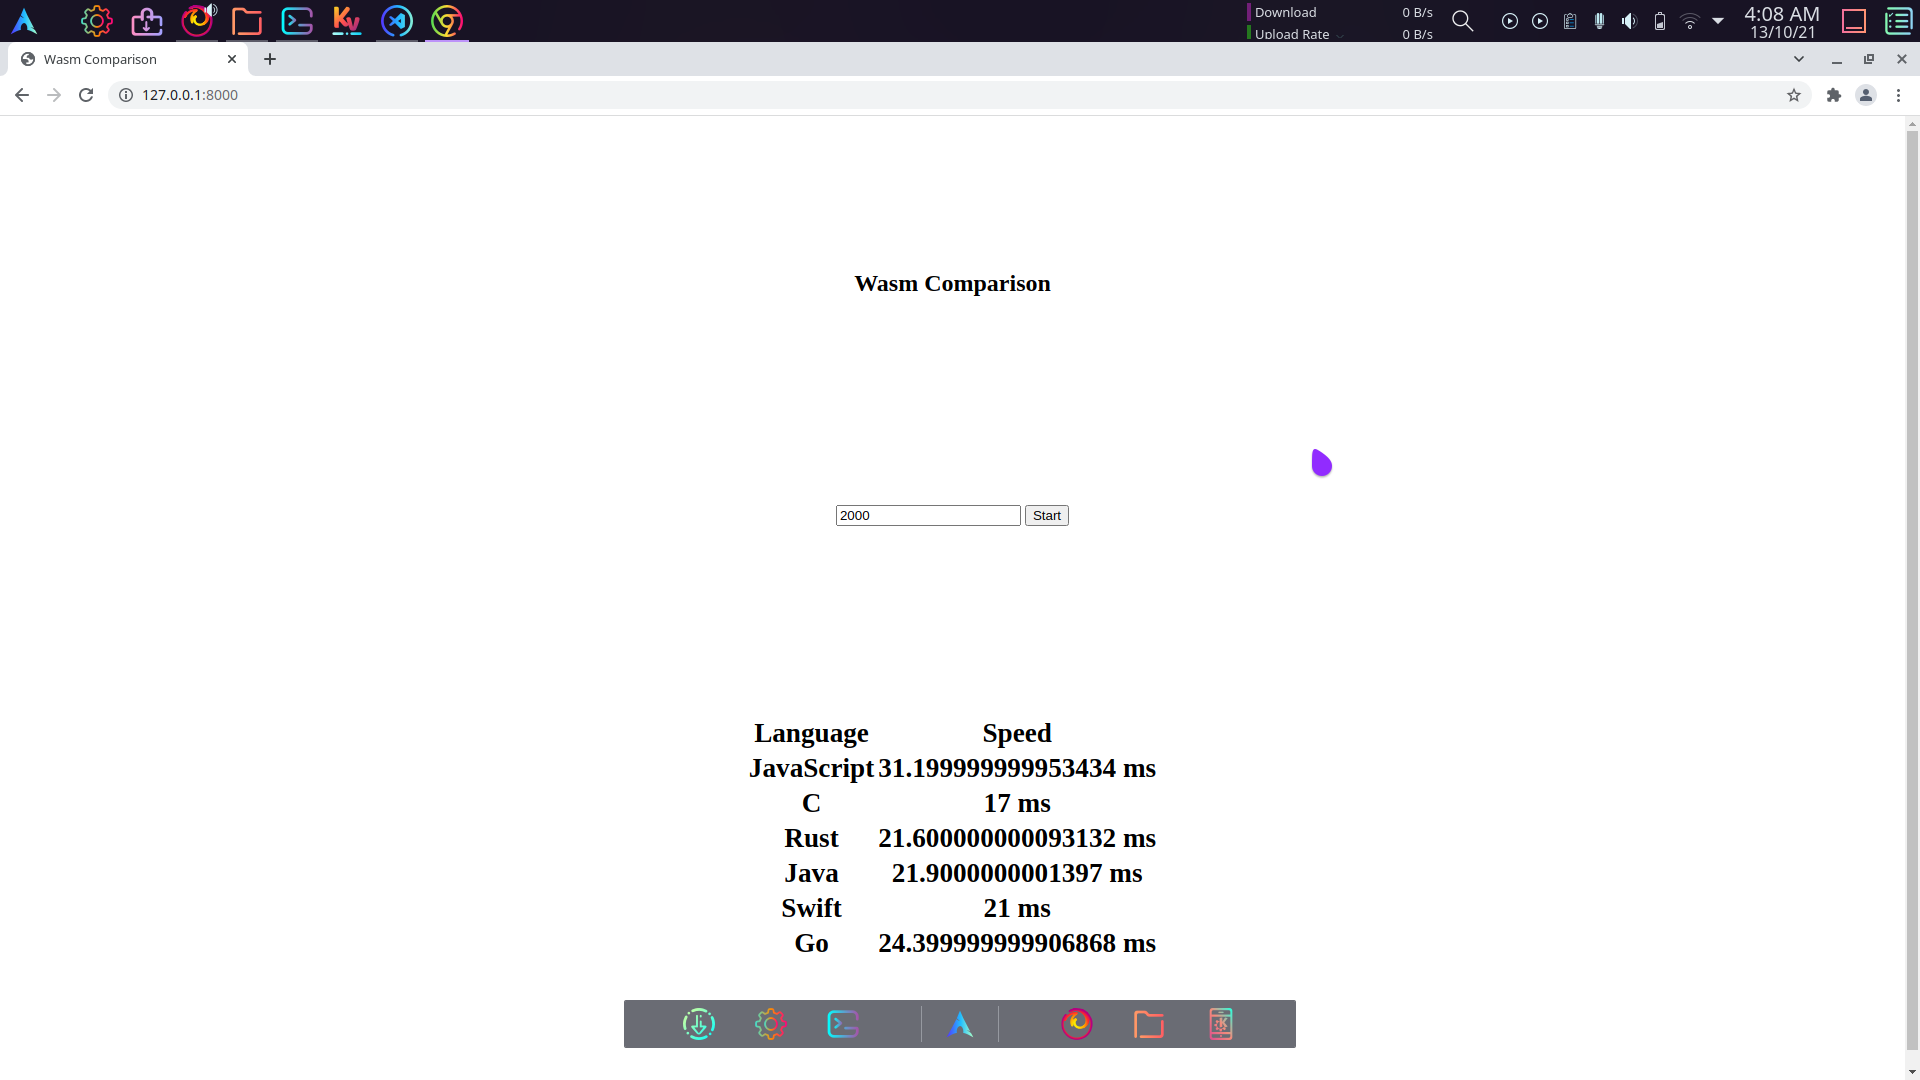 Download 0 B/s
Upload Rate 0 B/s
4:08 AM
13/10/21
Wasm Comparison
127.0.0.1:8000
Wasm Comparison
2000 Start
Language Speed
JavaScript 31.199999999953434 ms
C 17 ms
Rust 21.600000000093132 ms
Java 21.9000000001397 ms
Swift 21 ms
Go 24.399999999906868 ms